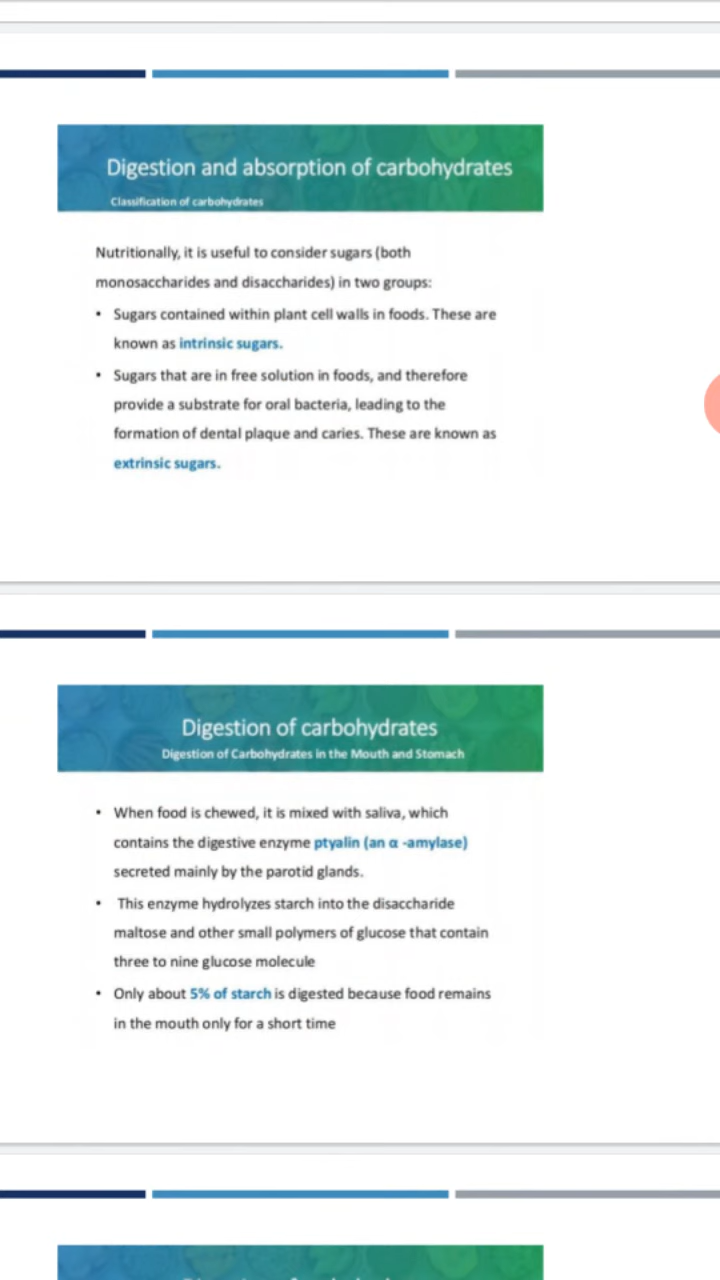 Digestion and absorption of carbohydrates
Classification of carbohydrates
Nutritionally, it is useful to consider sugars (both
monosaccharides and disaccharides) in two groups:
• Sugars contained within plant cell walls in foods. These are
known as intrinsic sugars.
• Sugars that are in free solution in foods, and therefore
provide a substrate for oral bacteria, leading to the
formation of dental plaque and caries. These are known as
extrinsic sugars.
Digestion of carbohydrates
Digestion of Carbohydrates in the Mouth and Stomach
• When food is chewed, it is mixed with saliva, which
contains the digestive enzyme ptyalin (an α -amylase)
secreted mainly by the parotid glands.
• This enzyme hydrolyzes starch into the disaccharide
maltose and other small polymers of glucose that contain
three to nine glucose molecule
• Only about 5% of starch is digested because food remains
in the mouth only for a short time